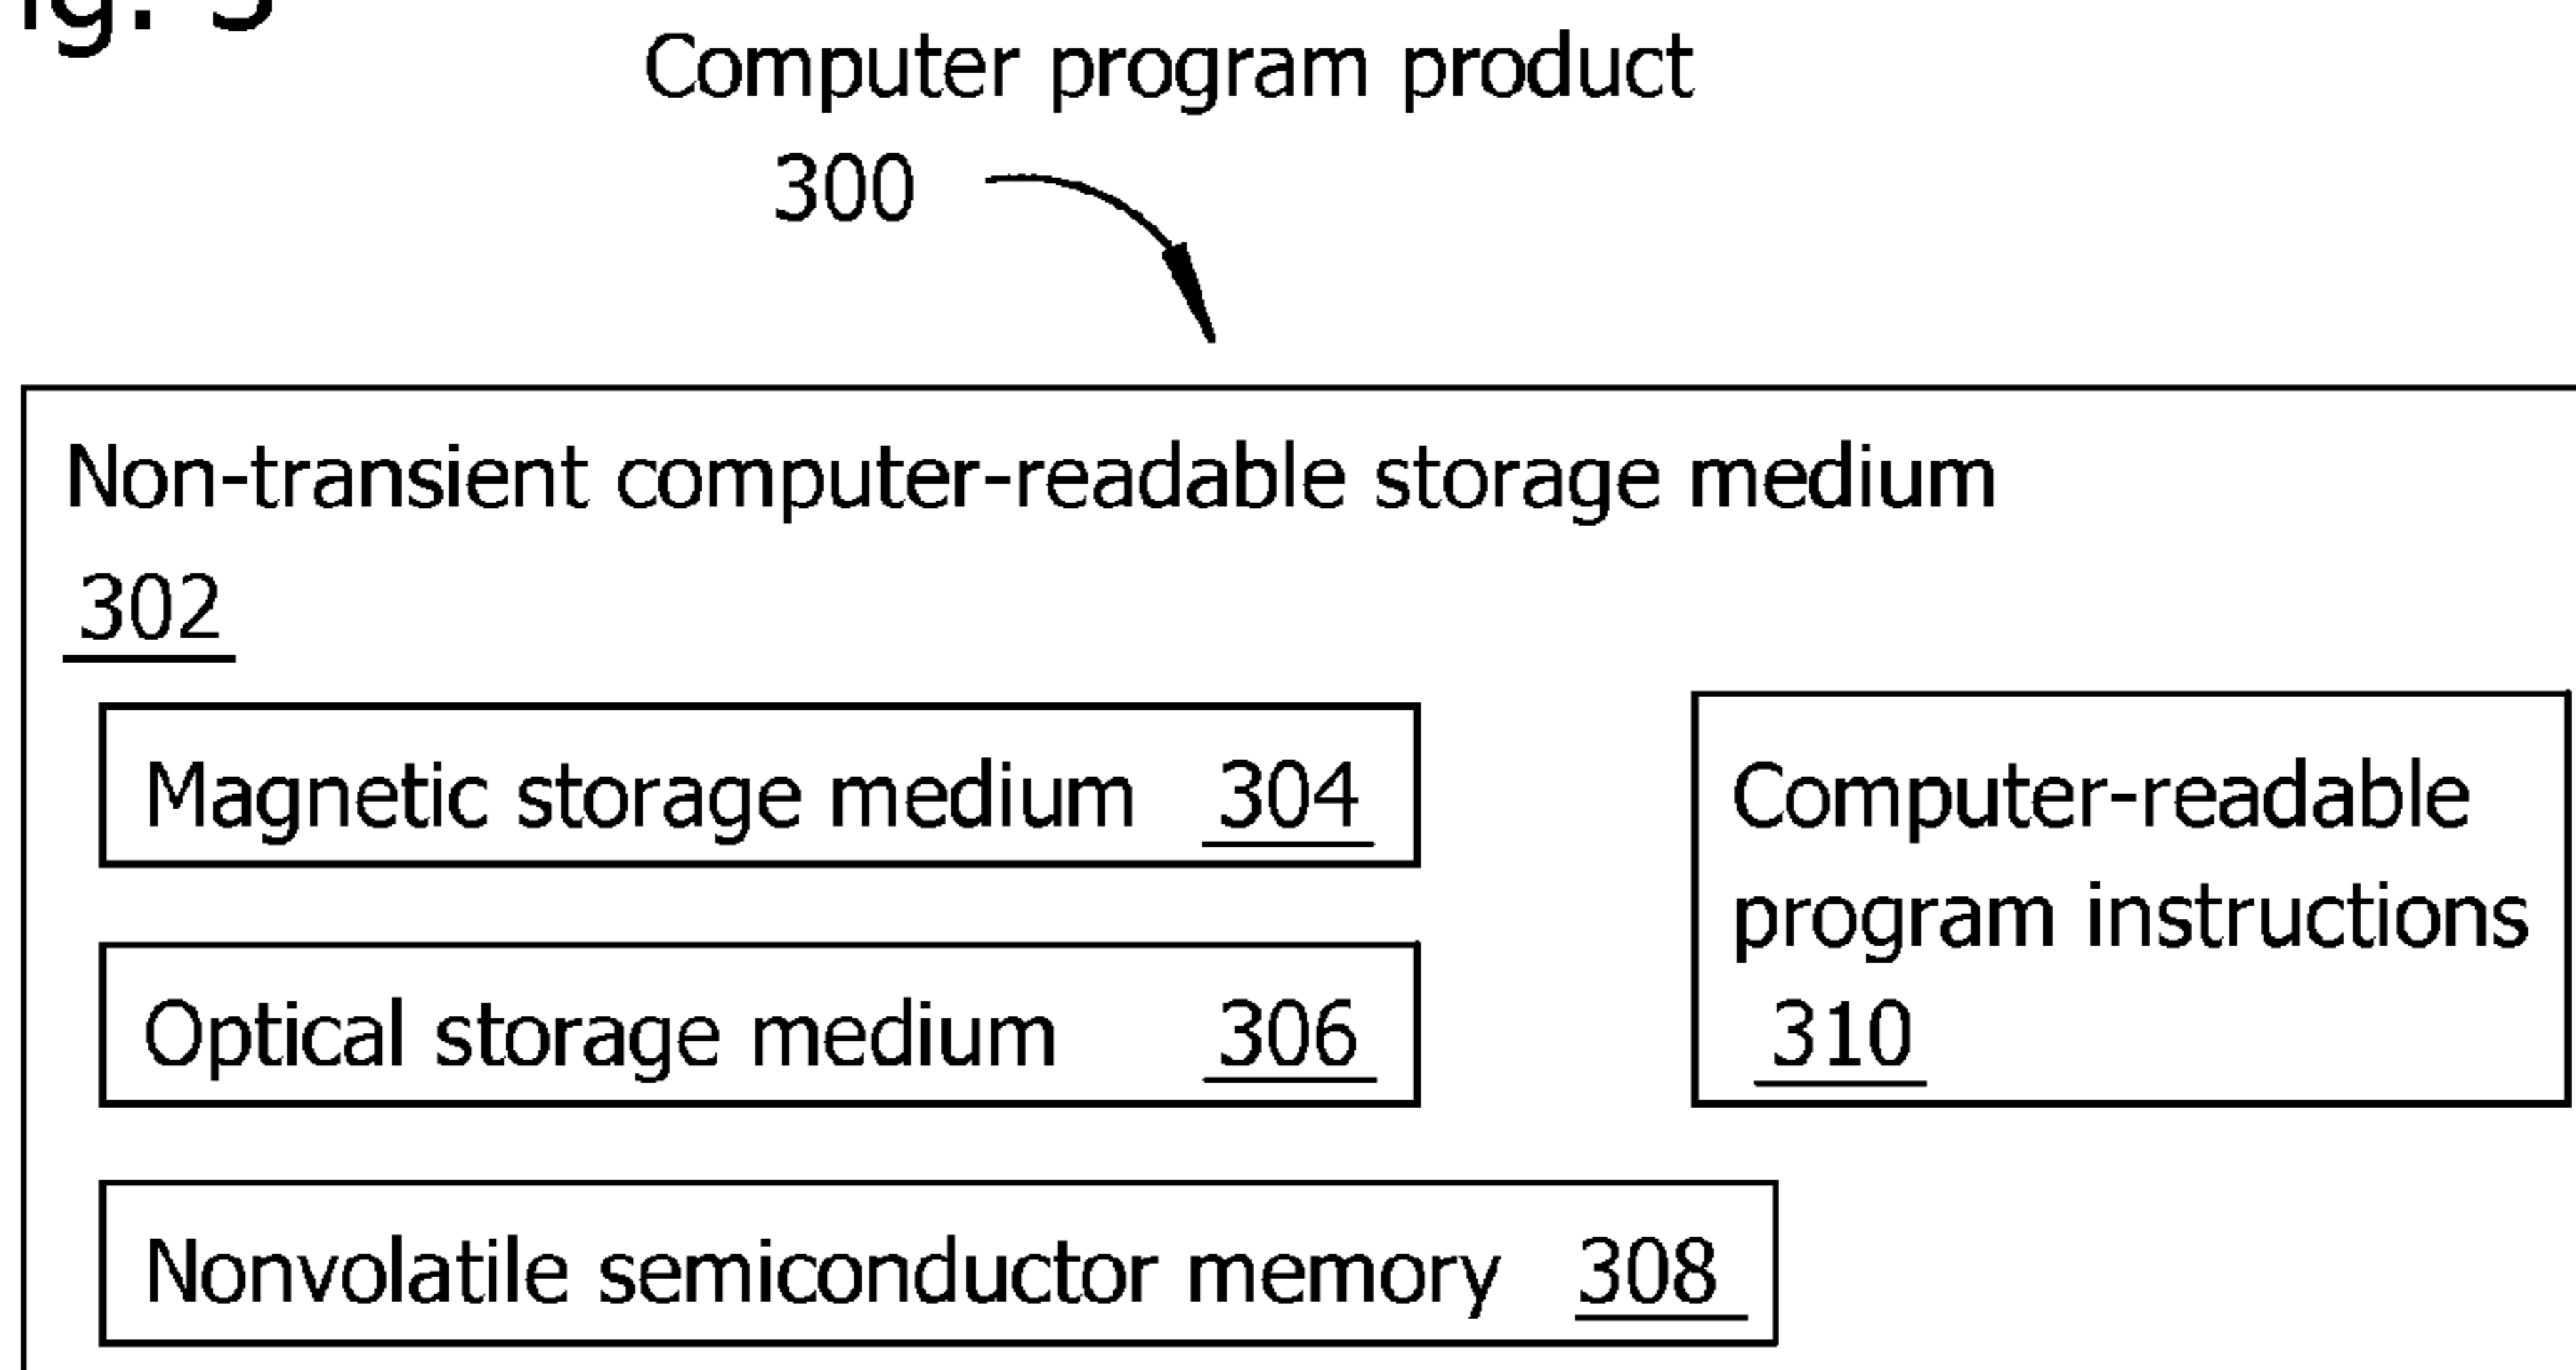 Computer program product
300
Non-transient computer-readable storage medium
302
Magnetic storage medium 304
Computer-readable
program instructions
310
Optical storage medium 306
Nonvolatile semiconductor memory 308